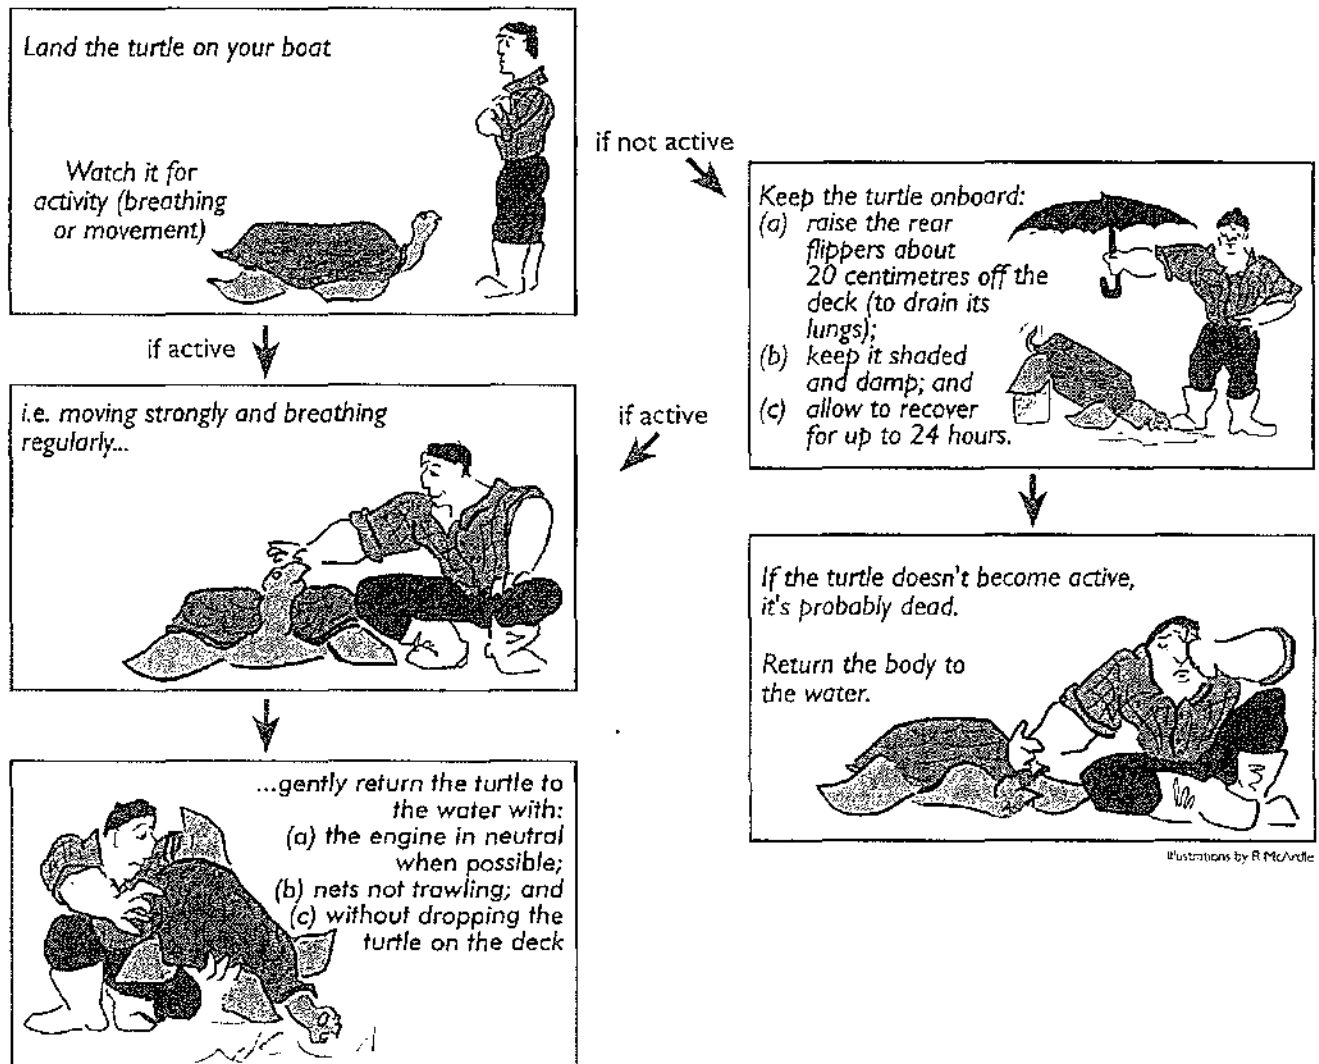 Land the turtle on your boat
Watch it for
activity (breathing
or movement)
if not active
Keep the turtle onboard:
(a) raise the rear
flippers about
20 centimetres off the
deck (to drain its
lungs);
(b) keep it shaded
and damp; and
(c) allow to recover
for up to 24 hours.
if active
i.e. moving strongly and breathing
regularly...
if active
If the turtle doesn't become active,
it's probably dead.
Return the body to
the water.
...gently return the turtle to
the water with:
(a) the engine in neutral
when possible;
(b) nets not trawling; and
(c) without dropping the
turtle on the deck
Illustrations by R McArdle